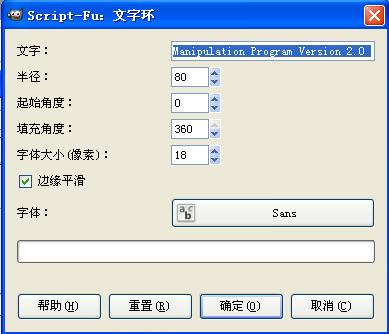 Script-Fu: 文字环
文字： Manipulation Program Version 2.0
半径： 80
起始角度： 0
填充角度： 360
字体大小(像素)： 18
边缘平滑
字体： Sans
帮助(H) 重置(R) 确定(O) 取消(C)